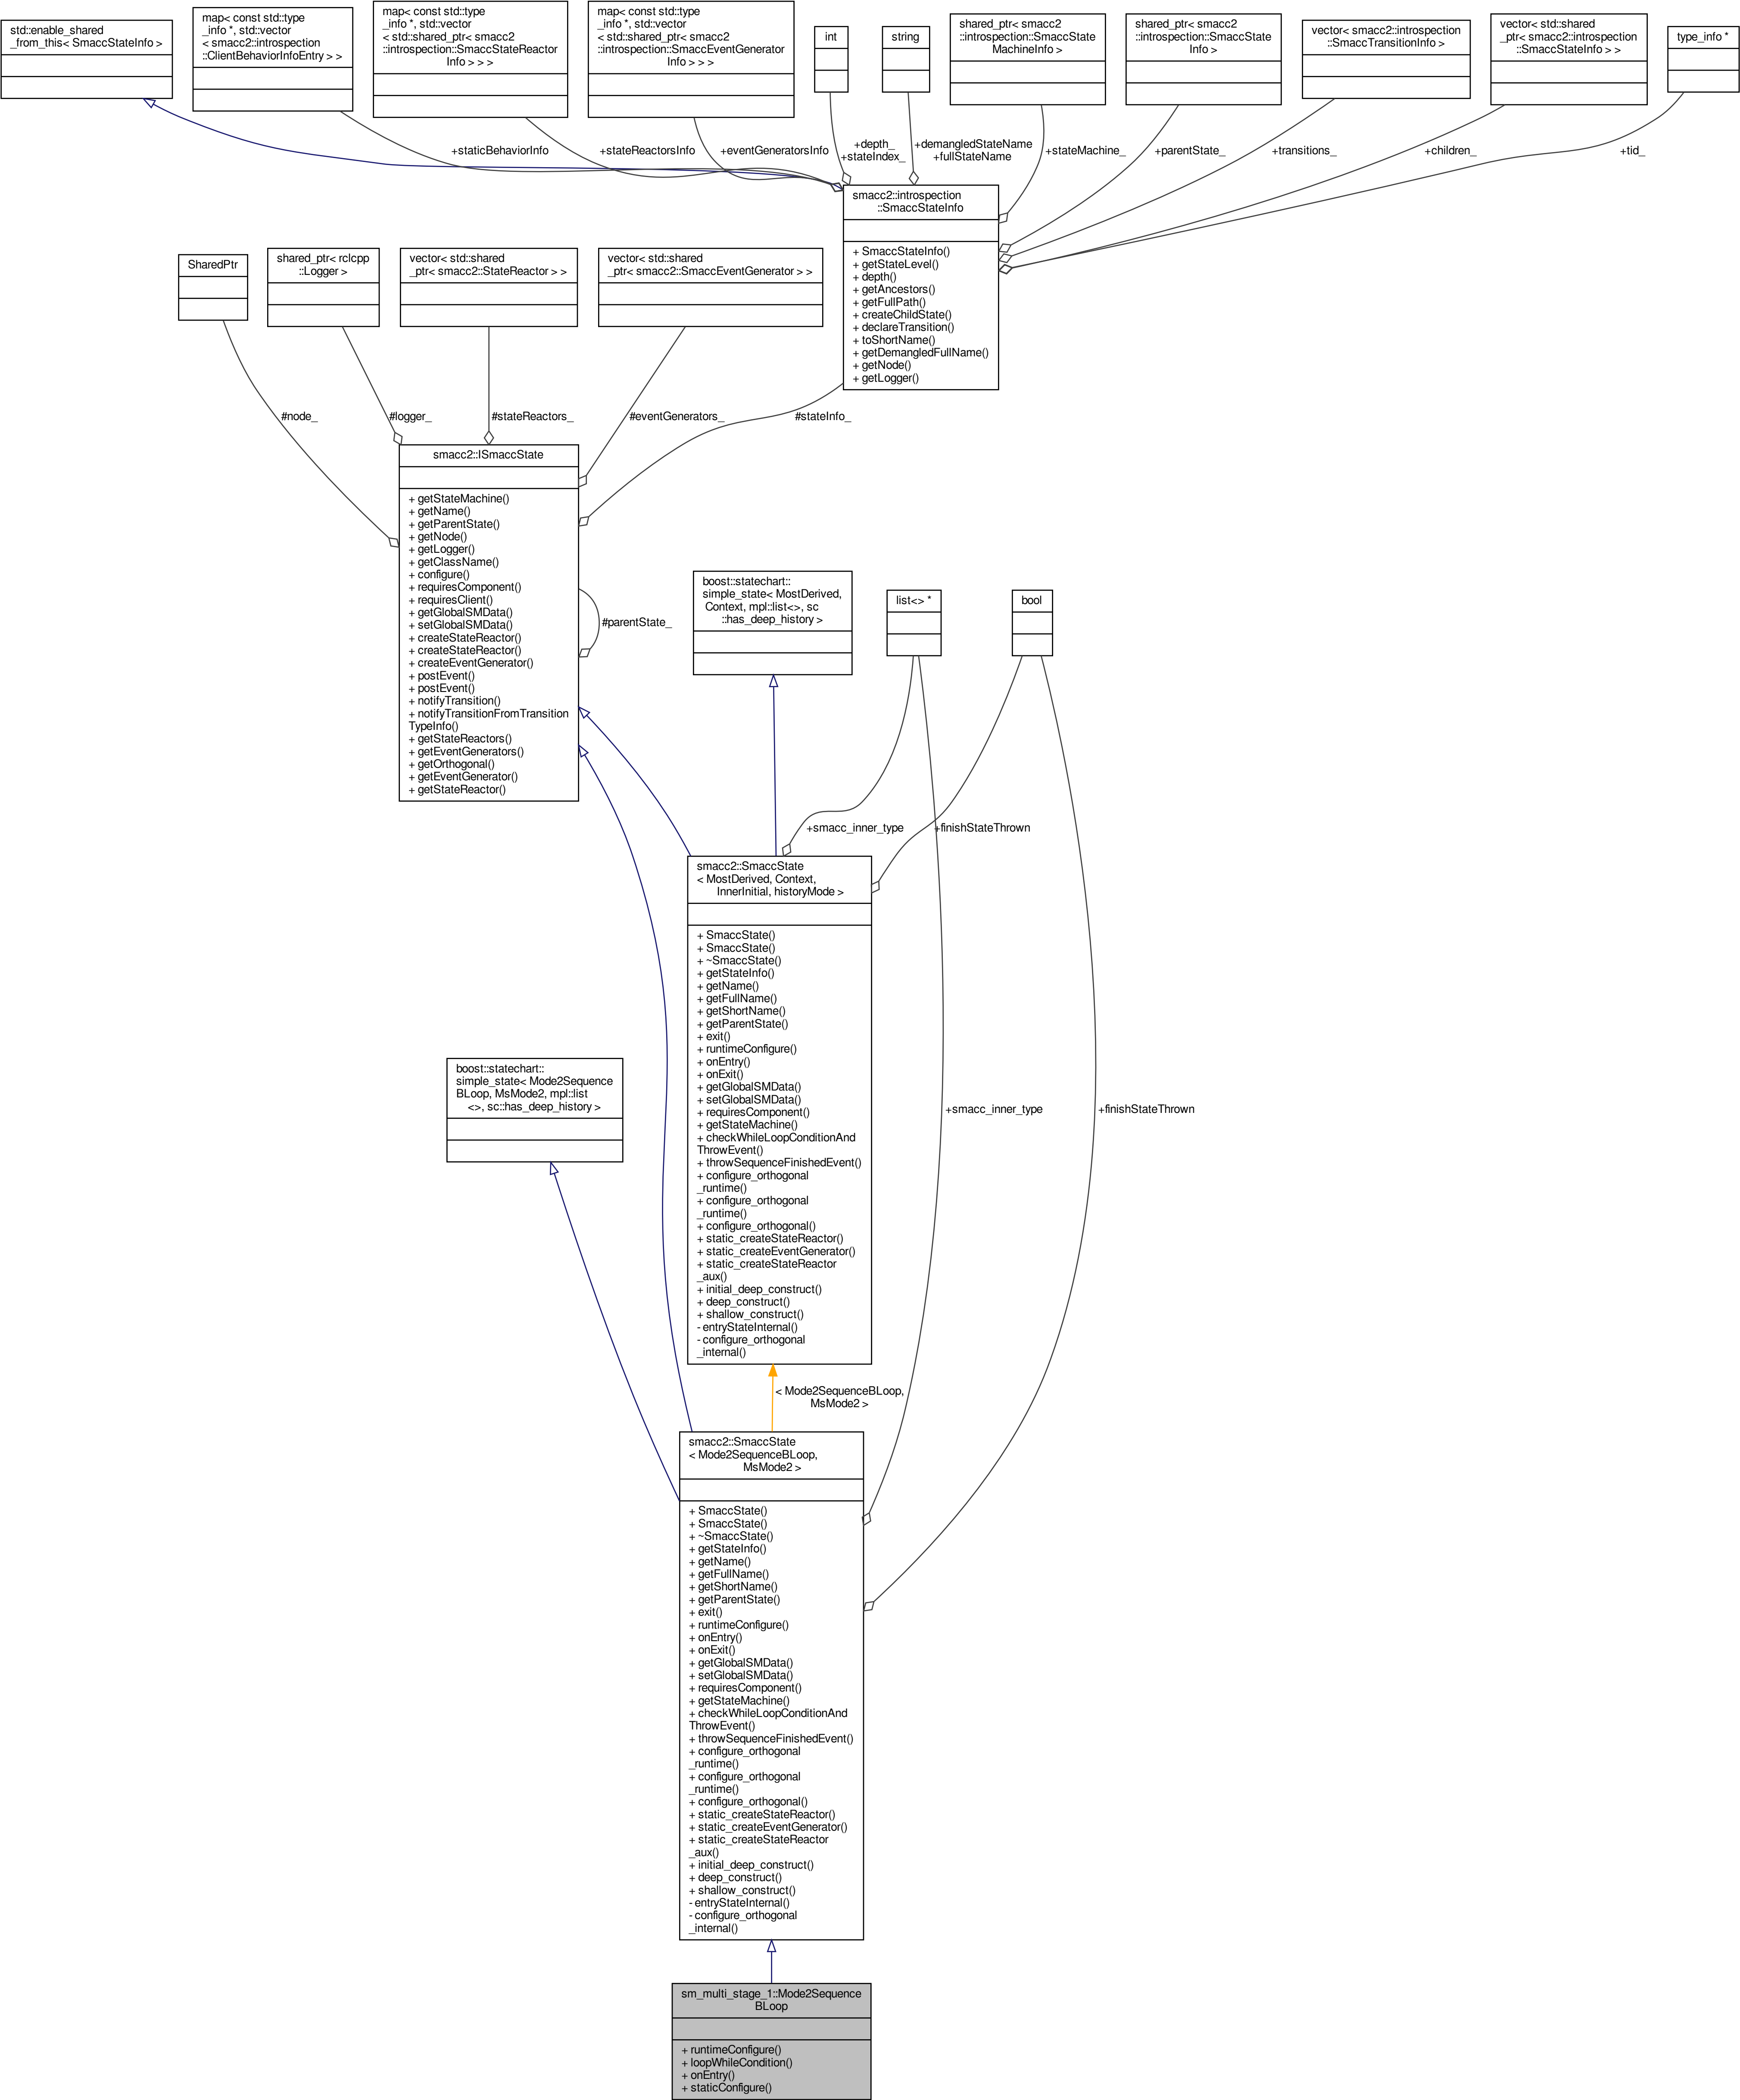 std::enable_shared
_from_this< SmaccStateInfo >
map< const std::type
_info *, std::vector
< smacc2::introspection
::ClientBehaviorInfoEntry > >
map< const std::type
_info *, std::vector
< std::shared_ptr< smacc2
::introspection::SmaccStateReactor
Info > > >
map< const std::type
_info *, std::vector
< std::shared_ptr< smacc2
::introspection::SmaccEventGenerator
Info > > >
int
string
shared_ptr< smacc2
::introspection::SmaccState
MachineInfo >
shared_ptr< smacc2
::introspection::SmaccState
Info >
vector< smacc2::introspection
::SmaccTransitionInfo >
vector< std::shared
_ptr< smacc2::introspection
::SmaccStateInfo > >
type_info *
+staticBehaviorInfo
+stateReactorsInfo
+eventGeneratorsInfo
+depth_
+stateIndex_
+demangledStateName
+fullStateName
+stateMachine_
+parentState_
+transitions_
+children_
+tid_
smacc2::introspection
::SmaccStateInfo
+ SmaccStateInfo()
+ getStateLevel()
+ depth()
+ getAncestors()
+ getFullPath()
+ createChildState()
+ declareTransition()
+ toShortName()
+ getDemangledFullName()
+ getNode()
+ getLogger()
SharedPtr
shared_ptr< rclcpp
::Logger >
vector< std::shared
_ptr< smacc2::StateReactor > >
vector< std::shared
_ptr< smacc2::SmaccEventGenerator > >
#node_
#logger_
#stateReactors_
#eventGenerators_
#stateInfo_
smacc2::ISmaccState
+ getStateMachine()
+ getName()
+ getParentState()
+ getNode()
+ getLogger()
+ getClassName()
+ configure()
+ requiresComponent()
+ requiresClient()
+ getGlobalSMData()
+ setGlobalSMData()
+ createStateReactor()
+ createStateReactor()
+ createEventGenerator()
+ postEvent()
+ postEvent()
+ notifyTransition()
+ notifyTransitionFromTransition
TypeInfo()
+ getStateReactors()
+ getEventGenerators()
+ getOrthogonal()
+ getEventGenerator()
+ getStateReactor()
#parentState_
boost::statechart::
simple_state< MostDerived,
Context, mpl::list<>, sc
::has_deep_history >
list<> *
bool
+smacc_inner_type
+finishStateThrown
smacc2::SmaccState
< MostDerived, Context,
InnerInitial, historyMode >
+ SmaccState()
+ SmaccState()
+ ~SmaccState()
+ getStateInfo()
+ getName()
+ getFullName()
+ getShortName()
+ getParentState()
+ exit()
+ runtimeConfigure()
+ onEntry()
+ onExit()
+ getGlobalSMData()
+ setGlobalSMData()
+ requiresComponent()
+ getStateMachine()
+ checkWhileLoopConditionAnd
ThrowEvent()
+ throwSequenceFinishedEvent()
+ configure_orthogonal
_runtime()
+ configure_orthogonal
_runtime()
+ configure_orthogonal()
+ static_createStateReactor()
+ static_createEventGenerator()
+ static_createStateReactor
_aux()
+ initial_deep_construct()
+ deep_construct()
+ shallow_construct()
- entryStateInternal()
- configure_orthogonal
_internal()
boost::statechart::
simple_state< Mode2Sequence
BLoop, MsMode2, mpl::list
<>, sc::has_deep_history >
+smacc_inner_type
+finishStateThrown
< Mode2SequenceBLoop,
MsMode2 >
smacc2::SmaccState
< Mode2SequenceBLoop,
MsMode2 >
+ SmaccState()
+ SmaccState()
+ ~SmaccState()
+ getStateInfo()
+ getName()
+ getFullName()
+ getShortName()
+ getParentState()
+ exit()
+ runtimeConfigure()
+ onEntry()
+ onExit()
+ getGlobalSMData()
+ setGlobalSMData()
+ requiresComponent()
+ getStateMachine()
+ checkWhileLoopConditionAnd
ThrowEvent()
+ throwSequenceFinishedEvent()
+ configure_orthogonal
_runtime()
+ configure_orthogonal
_runtime()
+ configure_orthogonal()
+ static_createStateReactor()
+ static_createEventGenerator()
+ static_createStateReactor
_aux()
+ initial_deep_construct()
+ deep_construct()
+ shallow_construct()
- entryStateInternal()
- configure_orthogonal
_internal()
sm_multi_stage_1::Mode2Sequence
BLoop
+ runtimeConfigure()
+ loopWhileCondition()
+ onEntry()
+ staticConfigure()